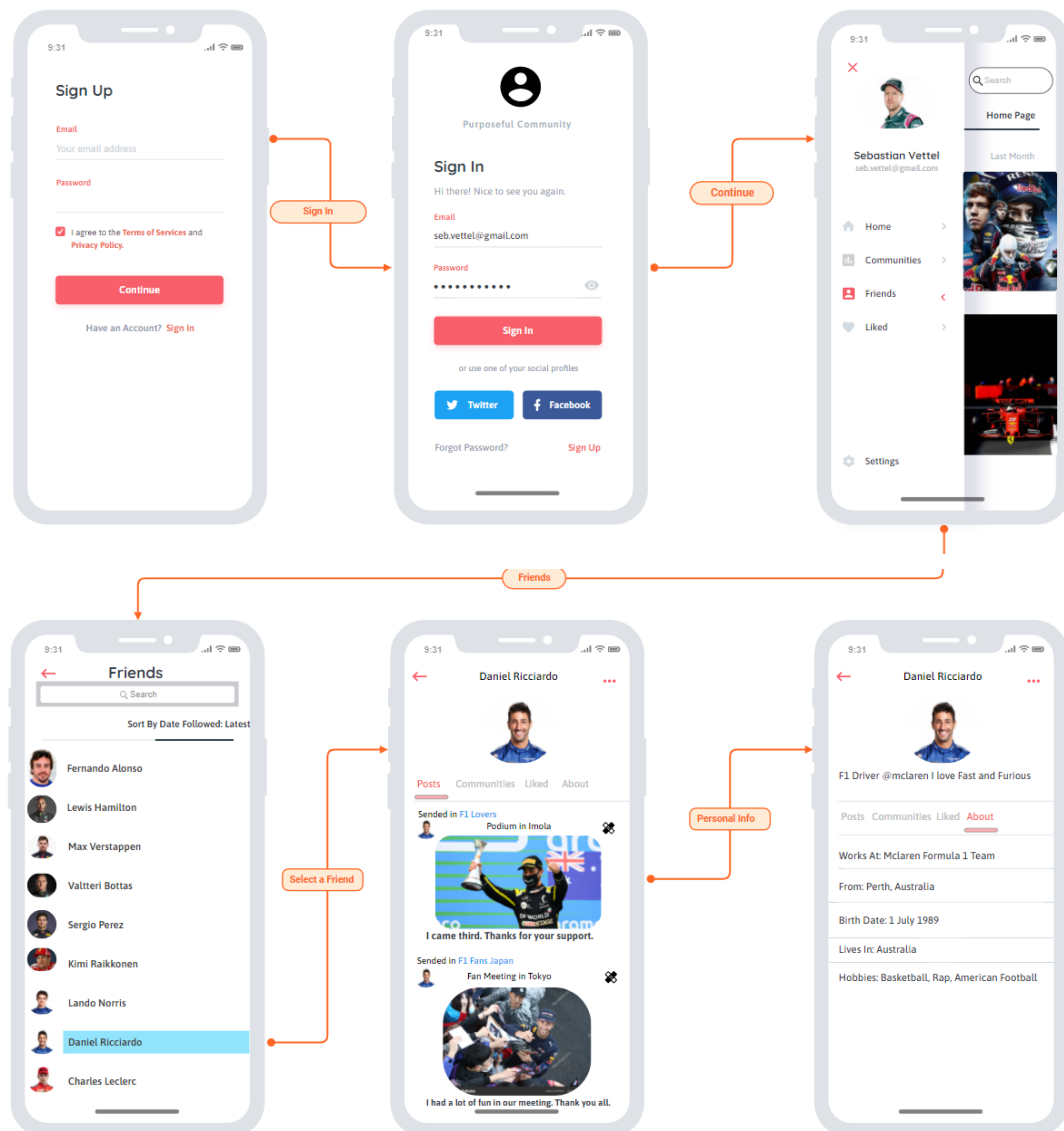 9:31
Sign Up
Email
Your email address
Password
I agree to the Terms of Services and
Privacy Policy.
Continue
Have an Account? Sign In
Sign In
9:31
Purposeful Community
Sign In
Hi there! Nice to see you again.
Email
seb.vettel@gmail.com
Password
Sign In
or use one of your social profiles
Twitter
Facebook
Forgot Password?
Sign Up
Continue
9:31
Search
Home Page
Last Month
Sebastian Vettel
seb.vettel@gmail.com
Home
Communities
Friends
Liked
Settings
Friends
9:31
Friends
Search
Sort By Date Followed: Latest
Fernando Alonso
Lewis Hamilton
Max Verstappen
Valtteri Bottas
Sergio Perez
Kimi Raikkonen
Lando Norris
Daniel Ricciardo
Charles Leclerc
Select a Friend
9:31
Daniel Ricciardo
Posts Communities Liked About
Sended in F1 Lovers
Podium in Imola
I came third. Thanks for your support.
Sended in F1 Fans Japan
Fan Meeting in Tokyo
I had a lot of fun in our meeting. Thank you all.
Personal Info
9:31
Daniel Ricciardo
F1 Driver @mclaren I love Fast and Furious
Posts Communities Liked About
Works At: Mclaren Formula 1 Team
From: Perth, Australia
Birth Date: 1 July 1989
Lives In: Australia
Hobbies: Basketball, Rap, American Football